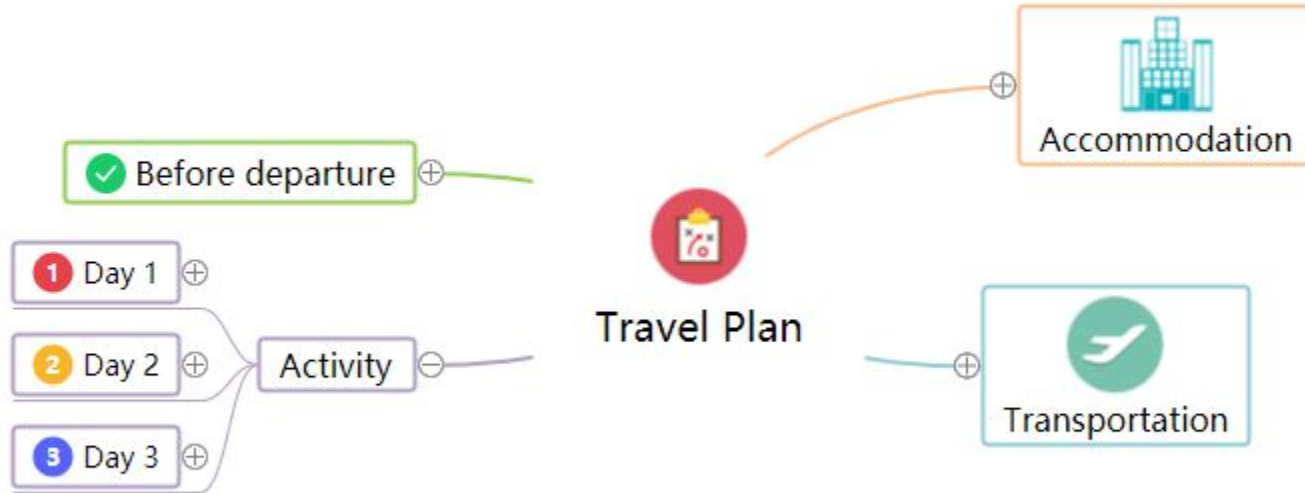 Accommodation
Before departure
1 Day 1
Travel Plan
2 Day 2
Activity
3 Day 3
Transportation